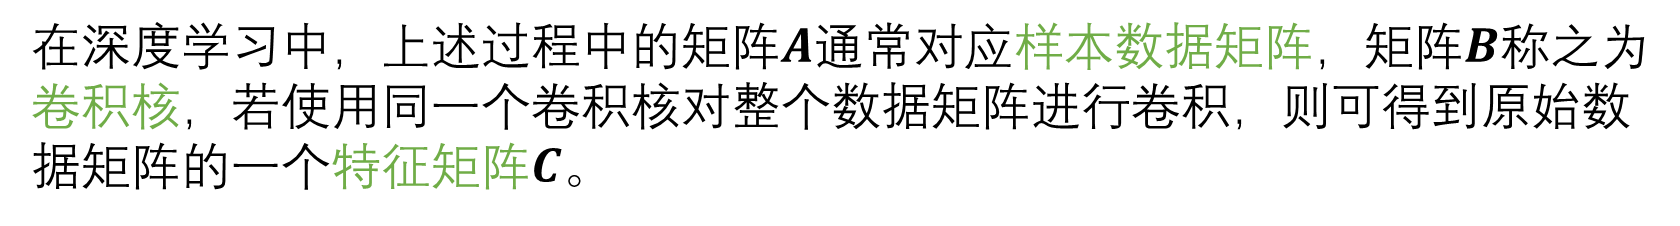 在深度学习中，上述过程中的矩阵A通常对应样本数据矩阵，矩阵B称之为
卷积核，若使用同一个卷积核对整个数据矩阵进行卷积，则可得到原始数
据矩阵的一个特征矩阵C。